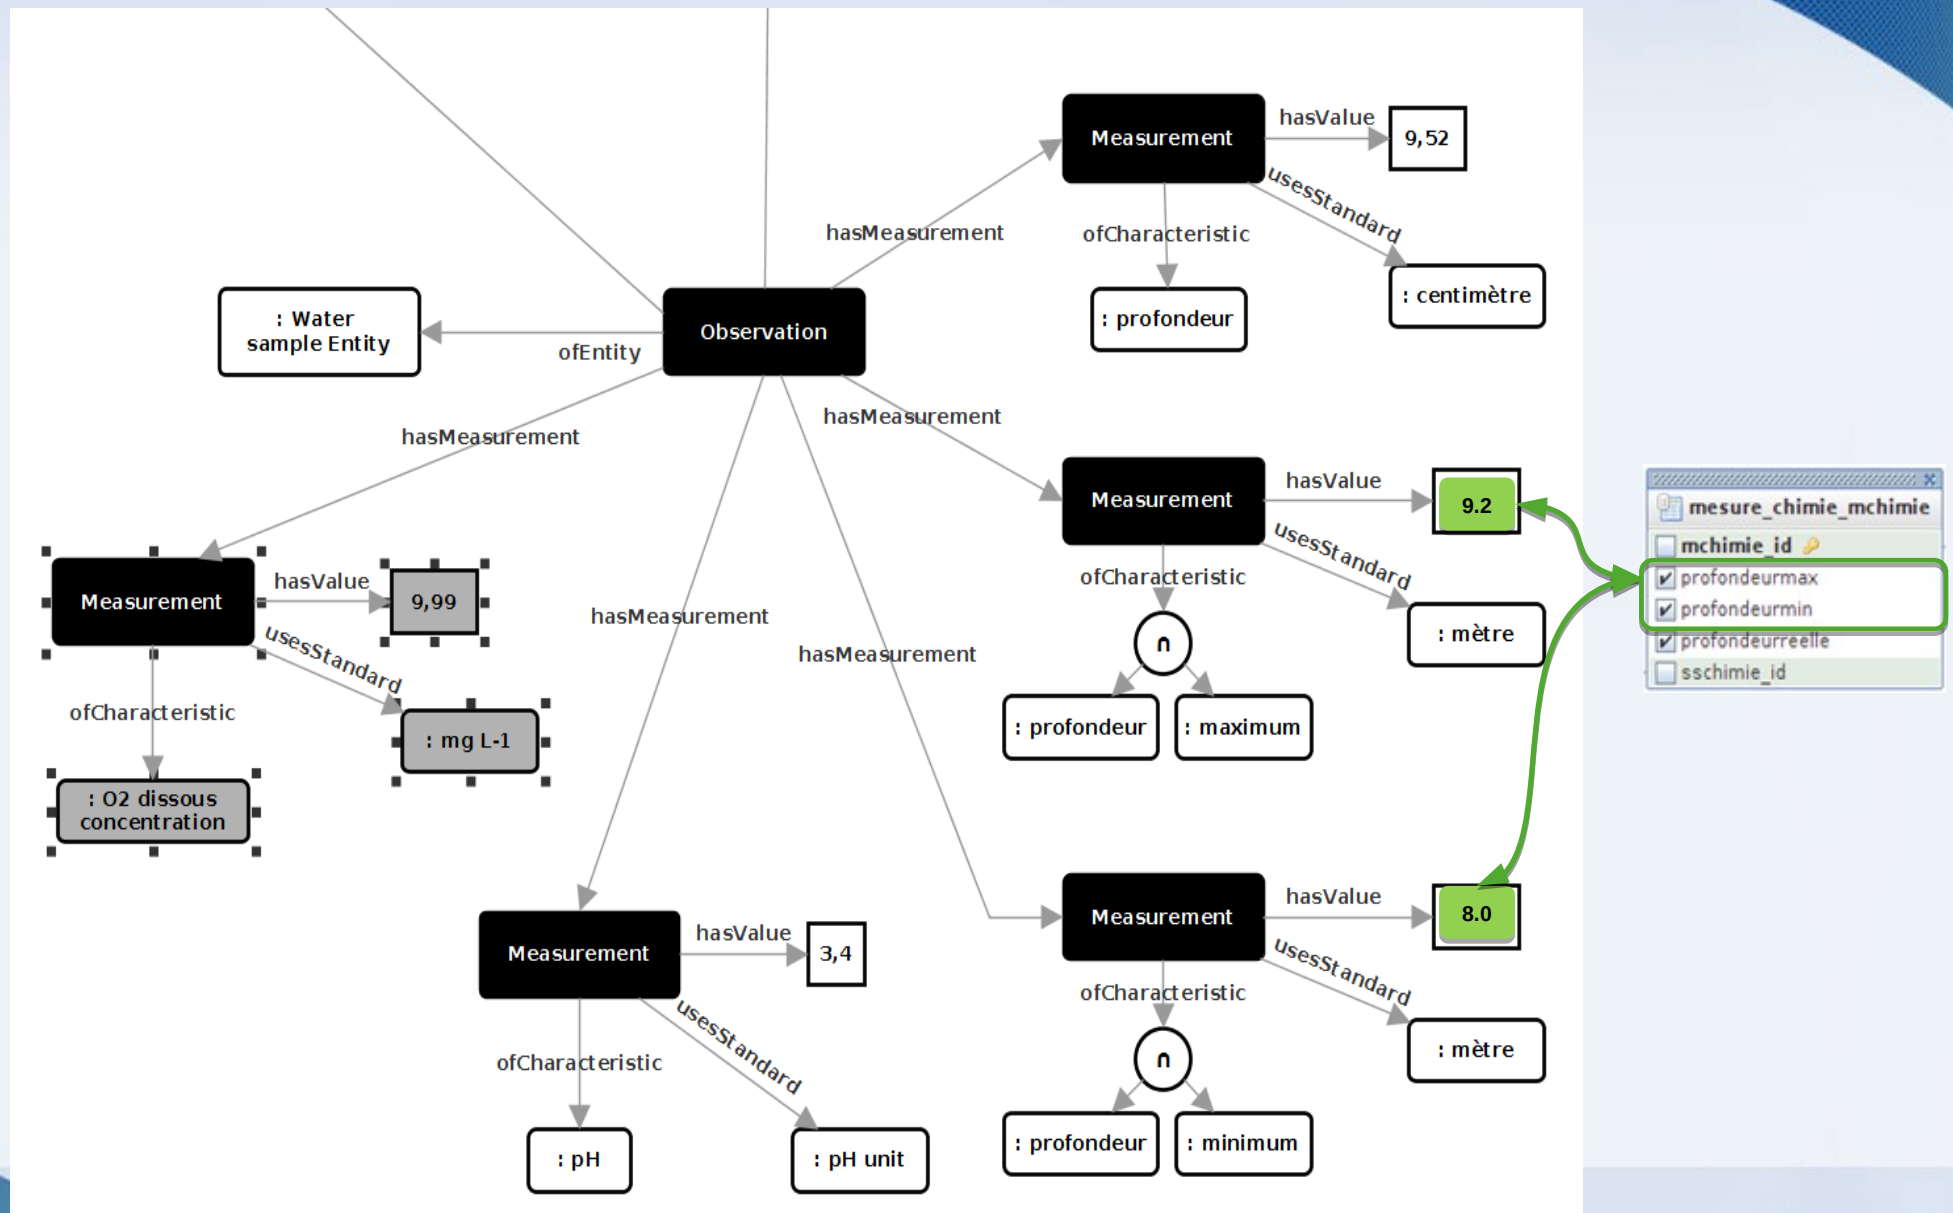 Measurement
hasValue
9,52
usesStandard
hasMeasurement
ofCharacteristic
: centimètre
: profondeur
: Water
sample Entity
ofEntity
Observation
hasMeasurement
hasMeasurement
Measurement
hasValue
9.2
usesStandard
ofCharacteristic
: mètre
∩
: profondeur
: maximum
mesure_chimie_mchimie
mchimie_id
profondeurmax
profondeurmin
profondeurreelle
sschimie_id
Measurement
hasValue
9,99
usesStandard
ofCharacteristic
: mg L-1
: O2 dissous
concentration
hasMeasurement
hasMeasurement
Measurement
hasValue
3,4
usesStandard
ofCharacteristic
: pH
: pH unit
Measurement
hasValue
8.0
usesStandard
ofCharacteristic
: mètre
∩
: profondeur
: minimum